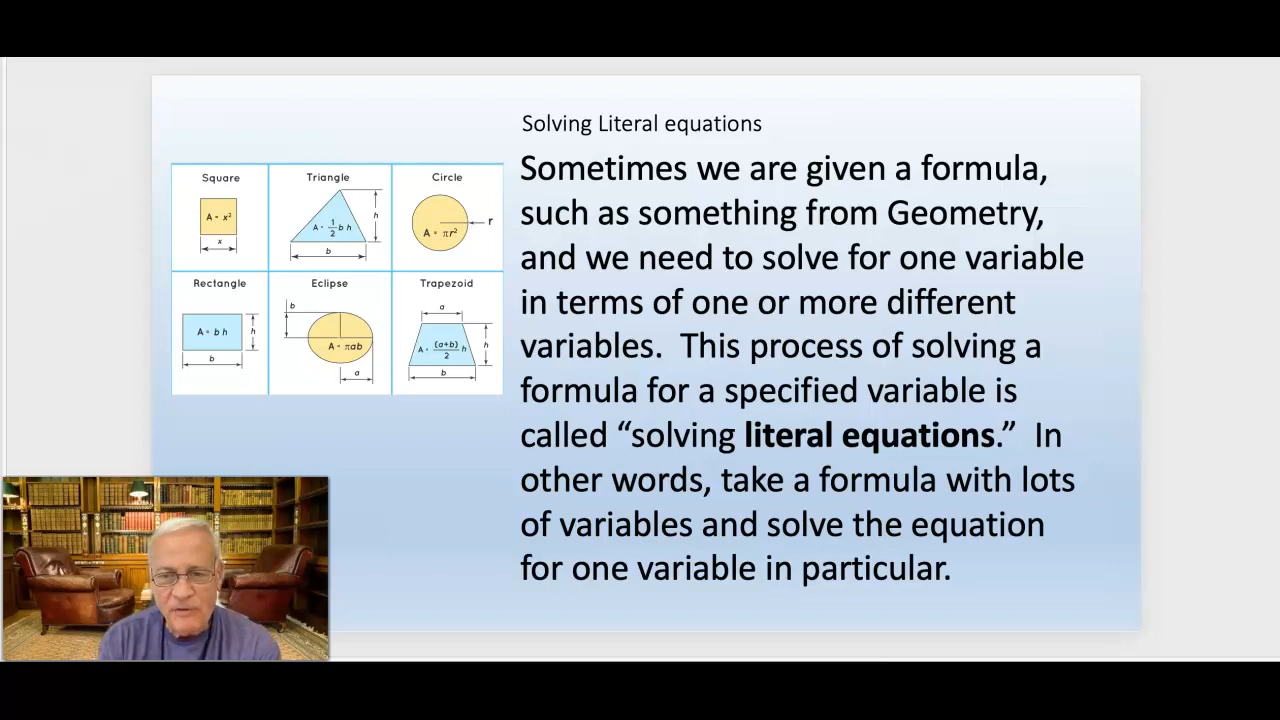 Solving Literal equations
Sometimes we are given a formula,
such as something from Geometry,
and we need to solve for one variable
in terms of one or more different
variables.  This process of solving a
formula for a specified variable is
called “solving literal equations.”  In
other words, take a formula with lots
of variables and solve the equation
for one variable in particular.
Square
A = x²
x
Triangle
A = 1/2 b h
h
b
Circle
r
A = πr²
Rectangle
A = b h
h
b
Eclipse
b
A = πab
a
Trapezoid
a
A = (a+b)/2 h
h
b